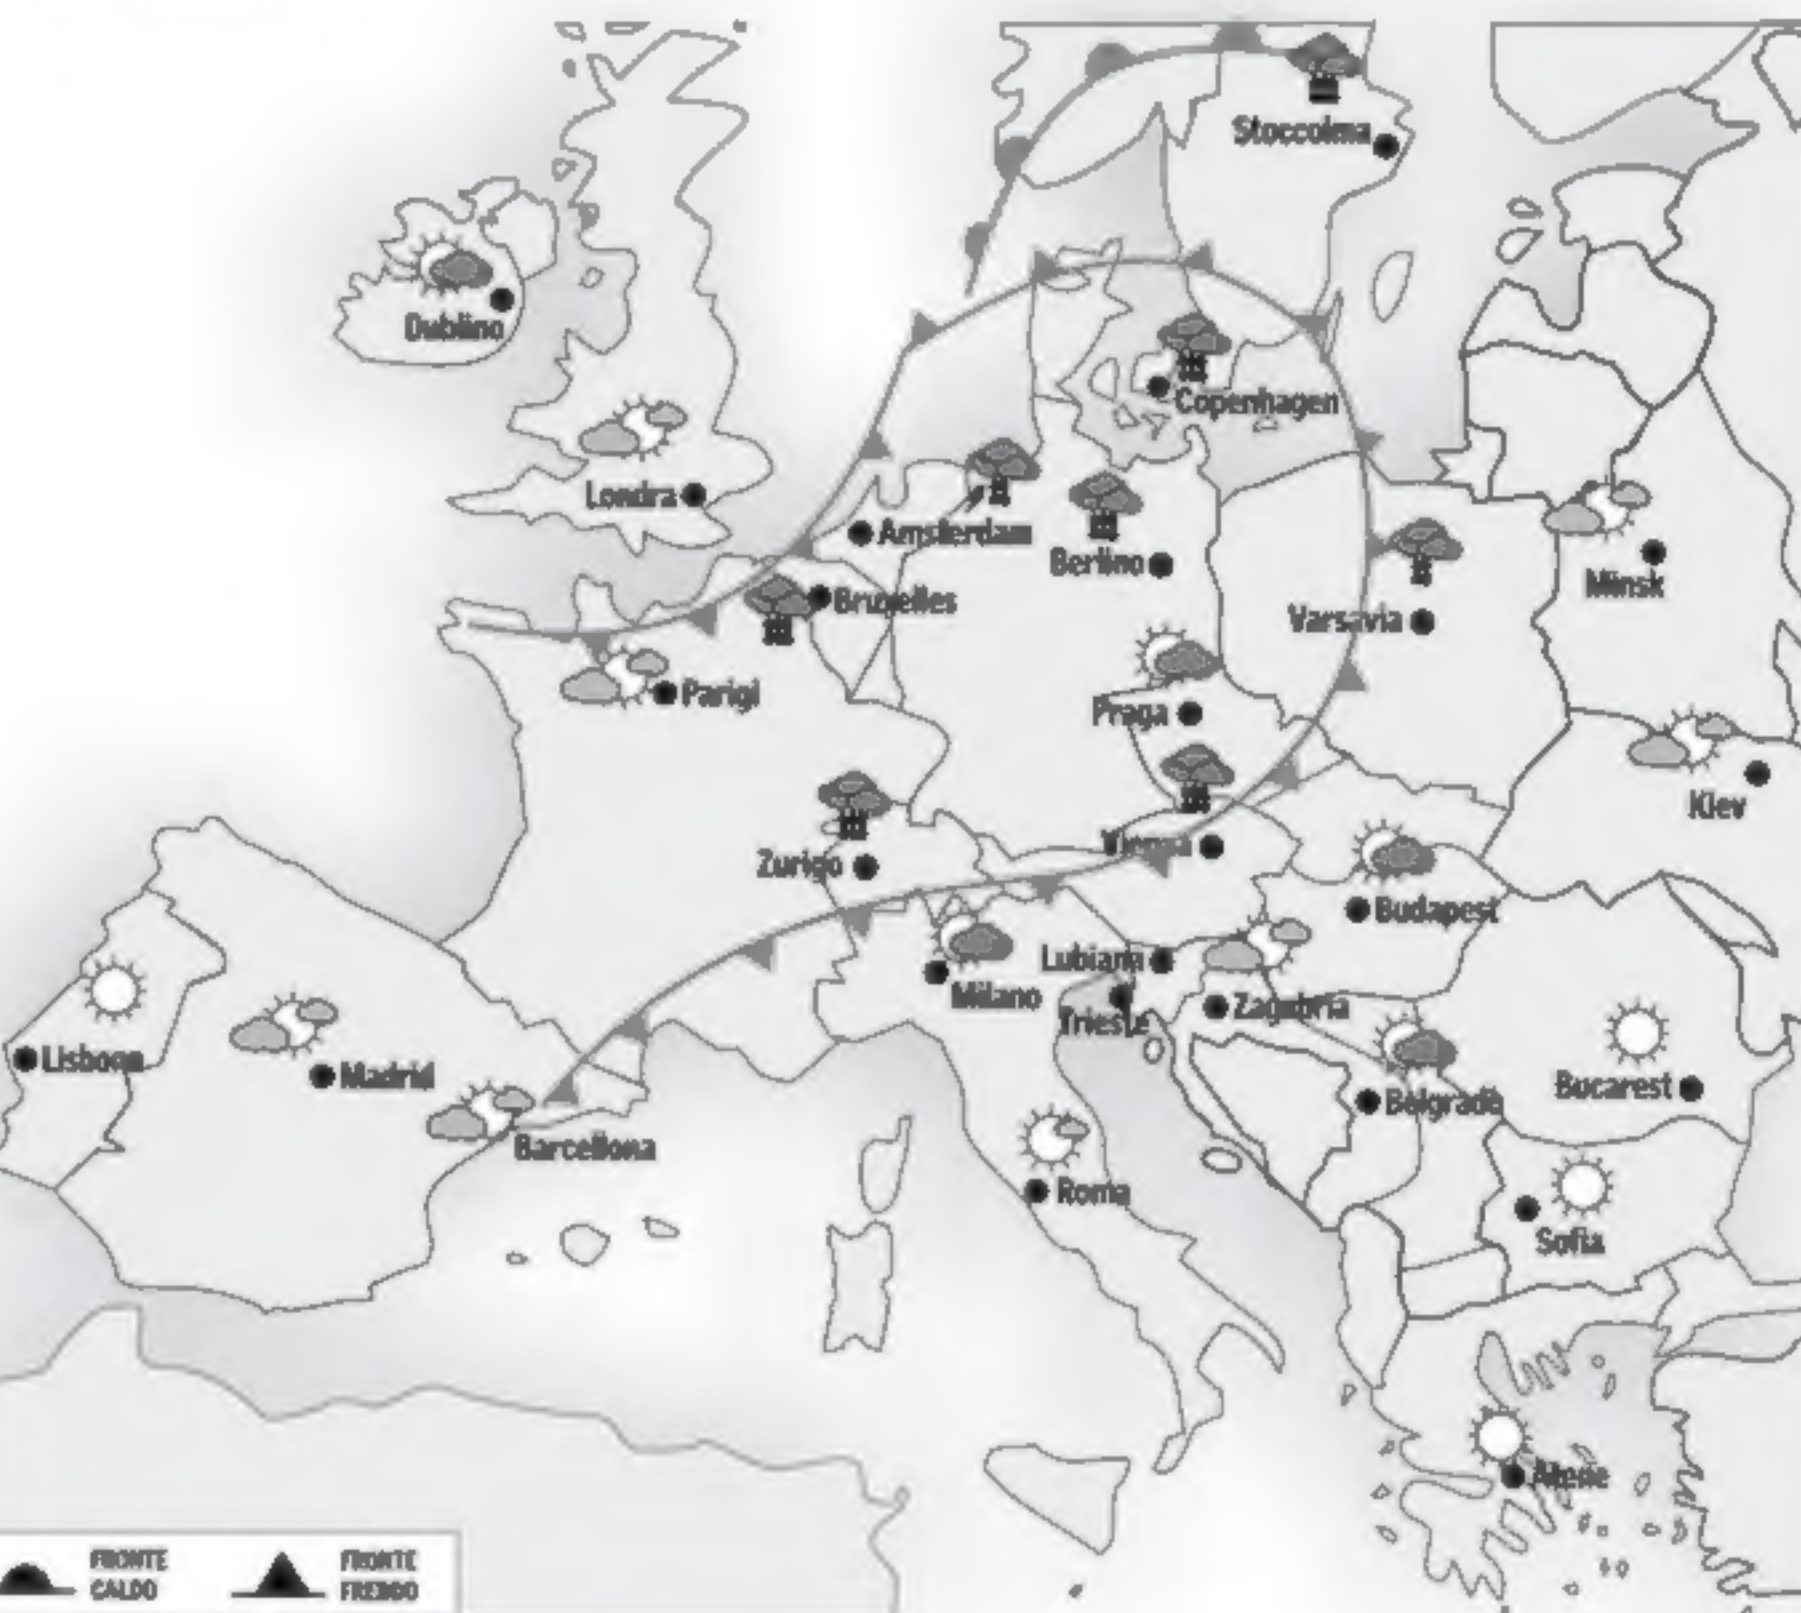 Stoccolma
Dublino
Copenhagen
Londra
Amsterdam
Berlino
Minsk
Bruxelles
Varsavia
Parigi
Praga
Kiev
Vienna
Zurigo
Budapest
Lubiana
Milano
Zagabria
Trieste
Lisbona
Madrid
Bucarest
Belgrado
Barcellona
Roma
Sofia
Atene
FRONTE
CALDO
FRONTE
FREDDO